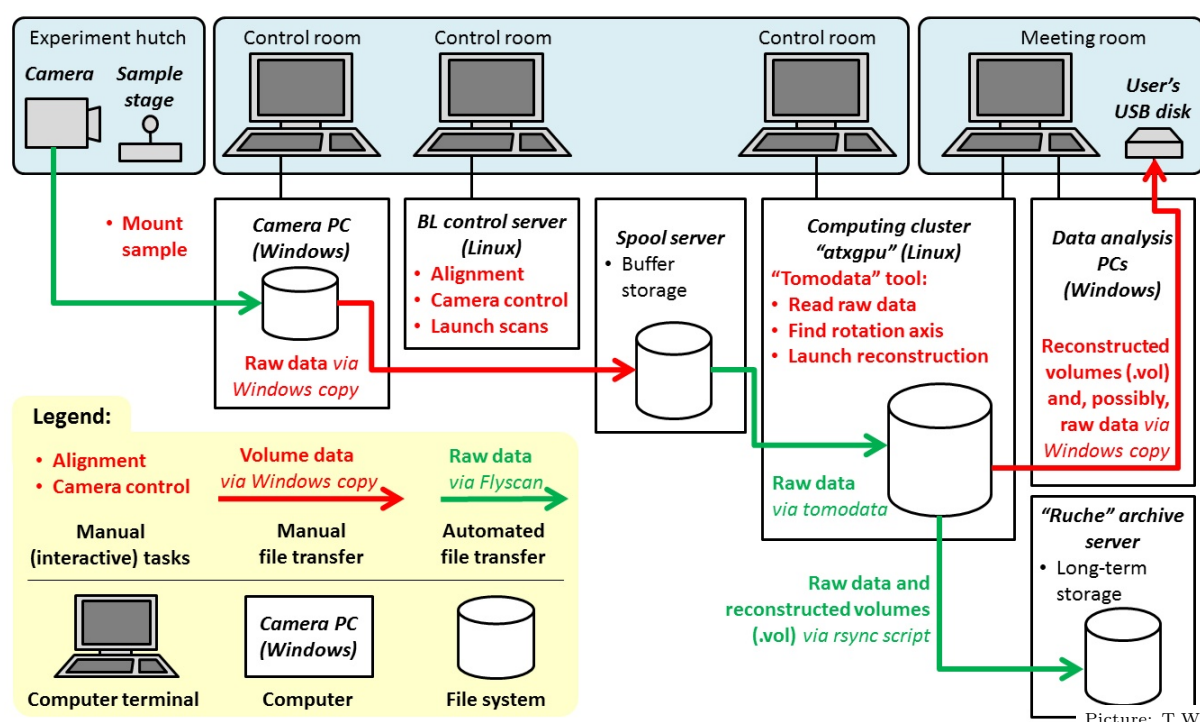 Experiment hutch
Camera
Sample
stage
Control room
Control room
Control room
Meeting room
User's
USB disk
• Mount
sample
Camera PC
(Windows)
Raw data via
Windows copy
BL control server
(Linux)
• Alignment
• Camera control
• Launch scans
Spool server
• Buffer
storage
Computing cluster
“atxgpu” (Linux)
“Tomodata” tool:
• Read raw data
• Find rotation axis
• Launch reconstruction
Raw data
via tomodata
Data analysis
PCs
(Windows)
Reconstructed
volumes (.vol)
and, possibly,
raw data via
Windows copy
“Ruche” archive
server
• Long-term
storage
Raw data and
reconstructed volumes
(.vol) via rsync script
Legend:
• Alignment
• Camera control
Manual
(interactive) tasks
Volume data
via Windows copy
Manual
file transfer
Raw data
via Flyscan
Automated
file transfer
Computer terminal
Camera PC
(Windows)
Computer
File system
Picture: T.W